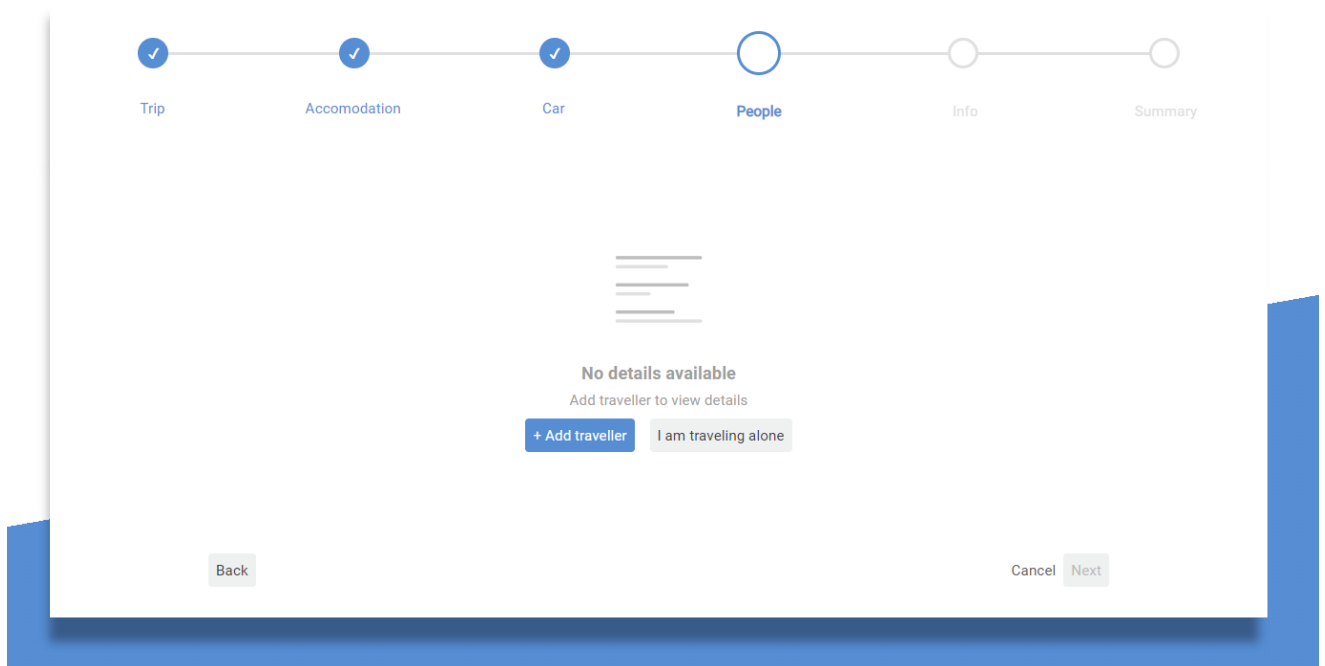 Trip
Accomodation
Car
People
Info
Summary
No details available
Add traveller to view details
+ Add traveller
I am traveling alone
Back
Cancel
Next